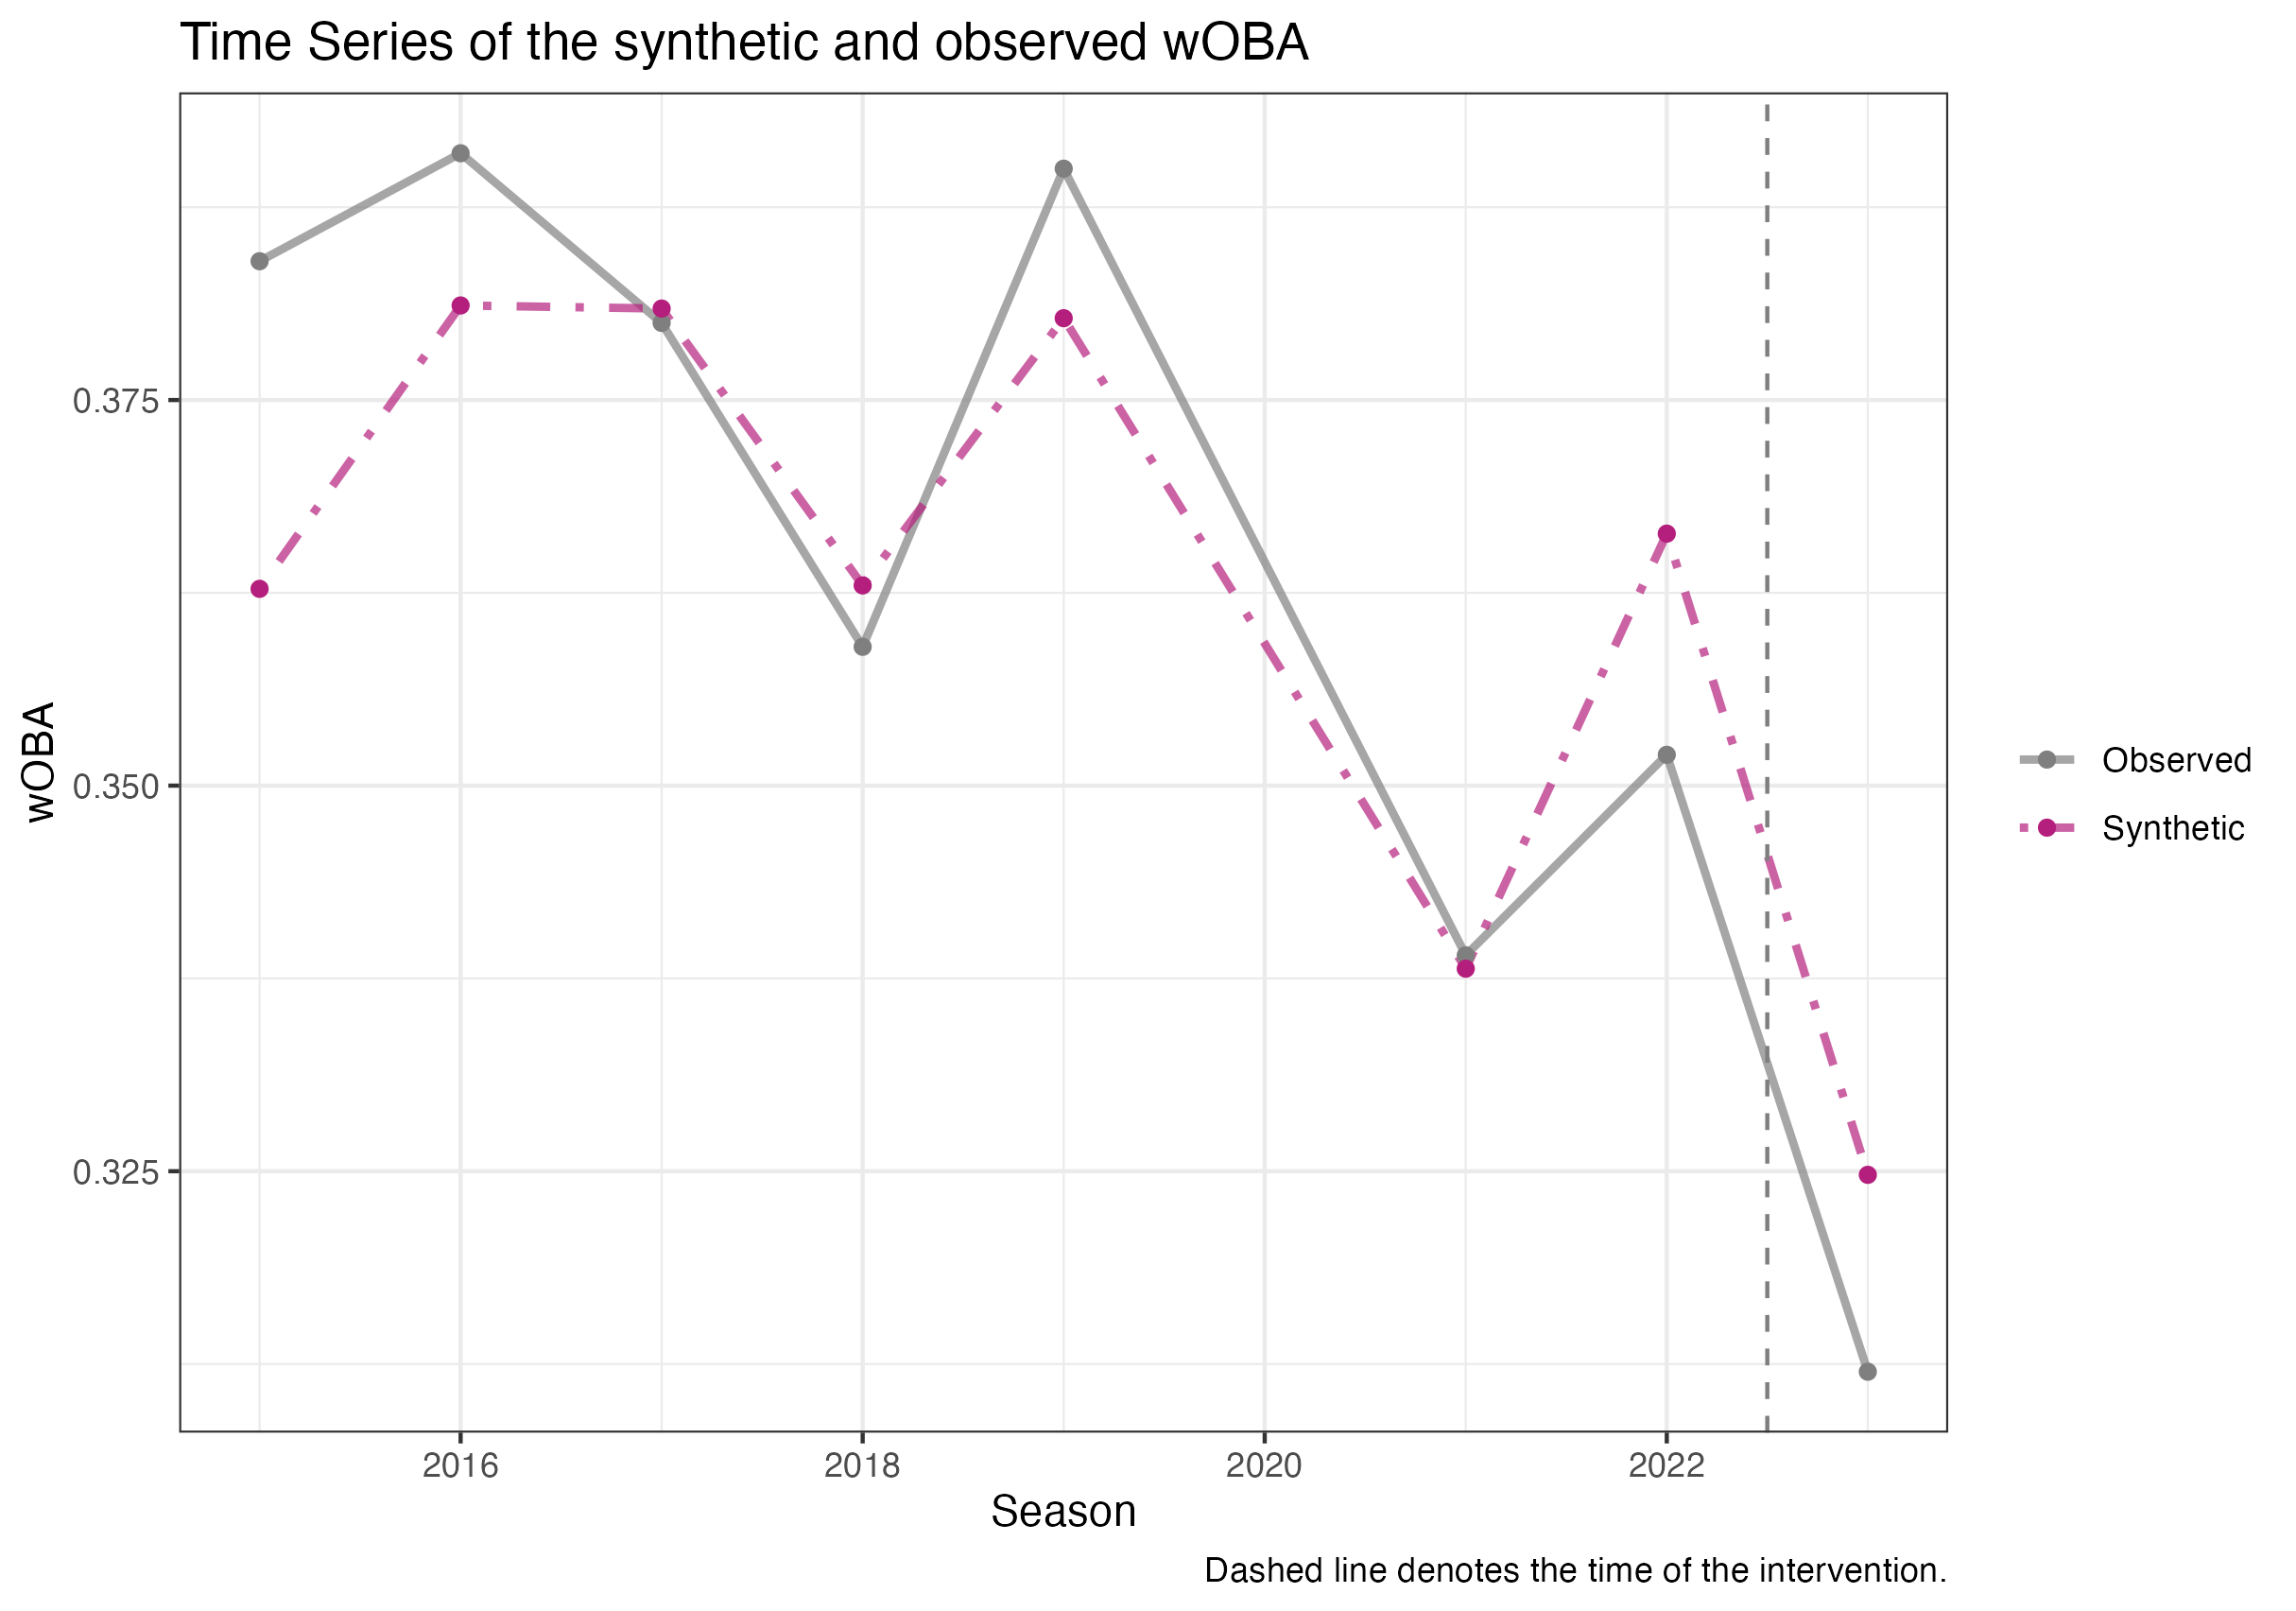 Time Series of the synthetic and observed wOBA
wOBA
0.375
0.350
0.325
2016
2018
2020
2022
Season
Observed
Synthetic
Dashed line denotes the time of the intervention.